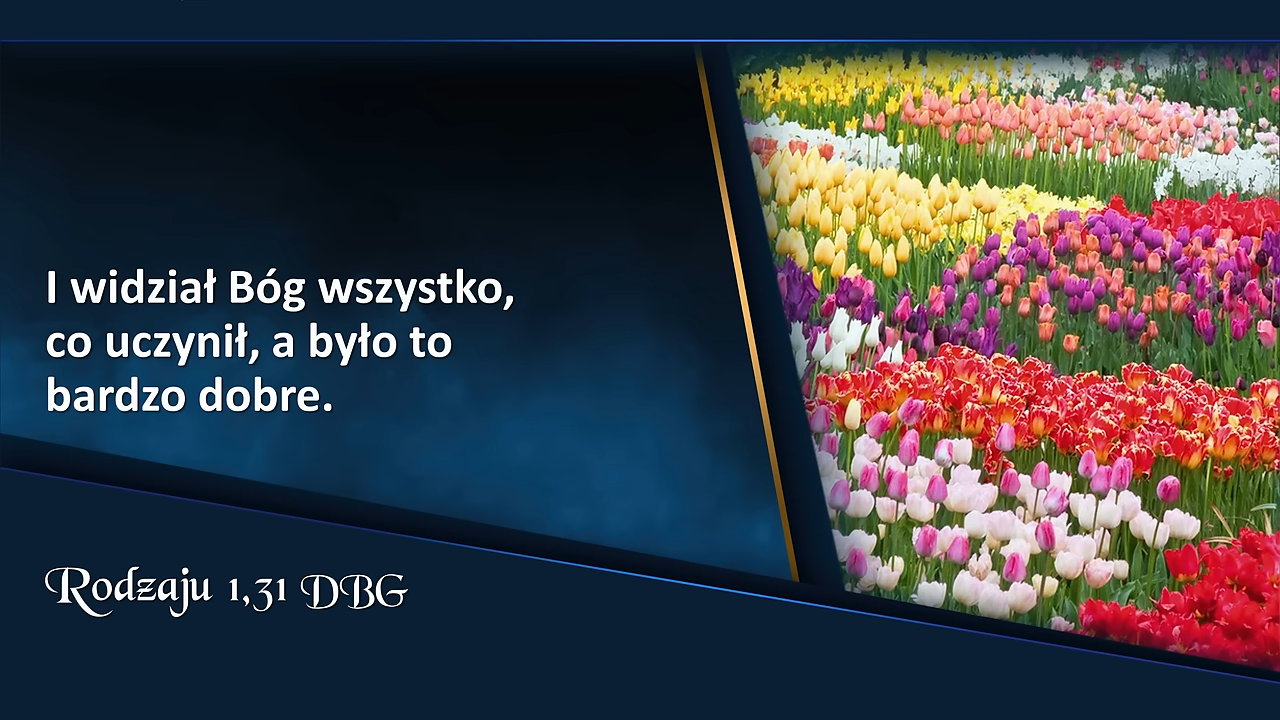 I widział Bóg wszystko,
co uczynił, a było to
bardzo dobre.
Rodzaju 1,31 DBG